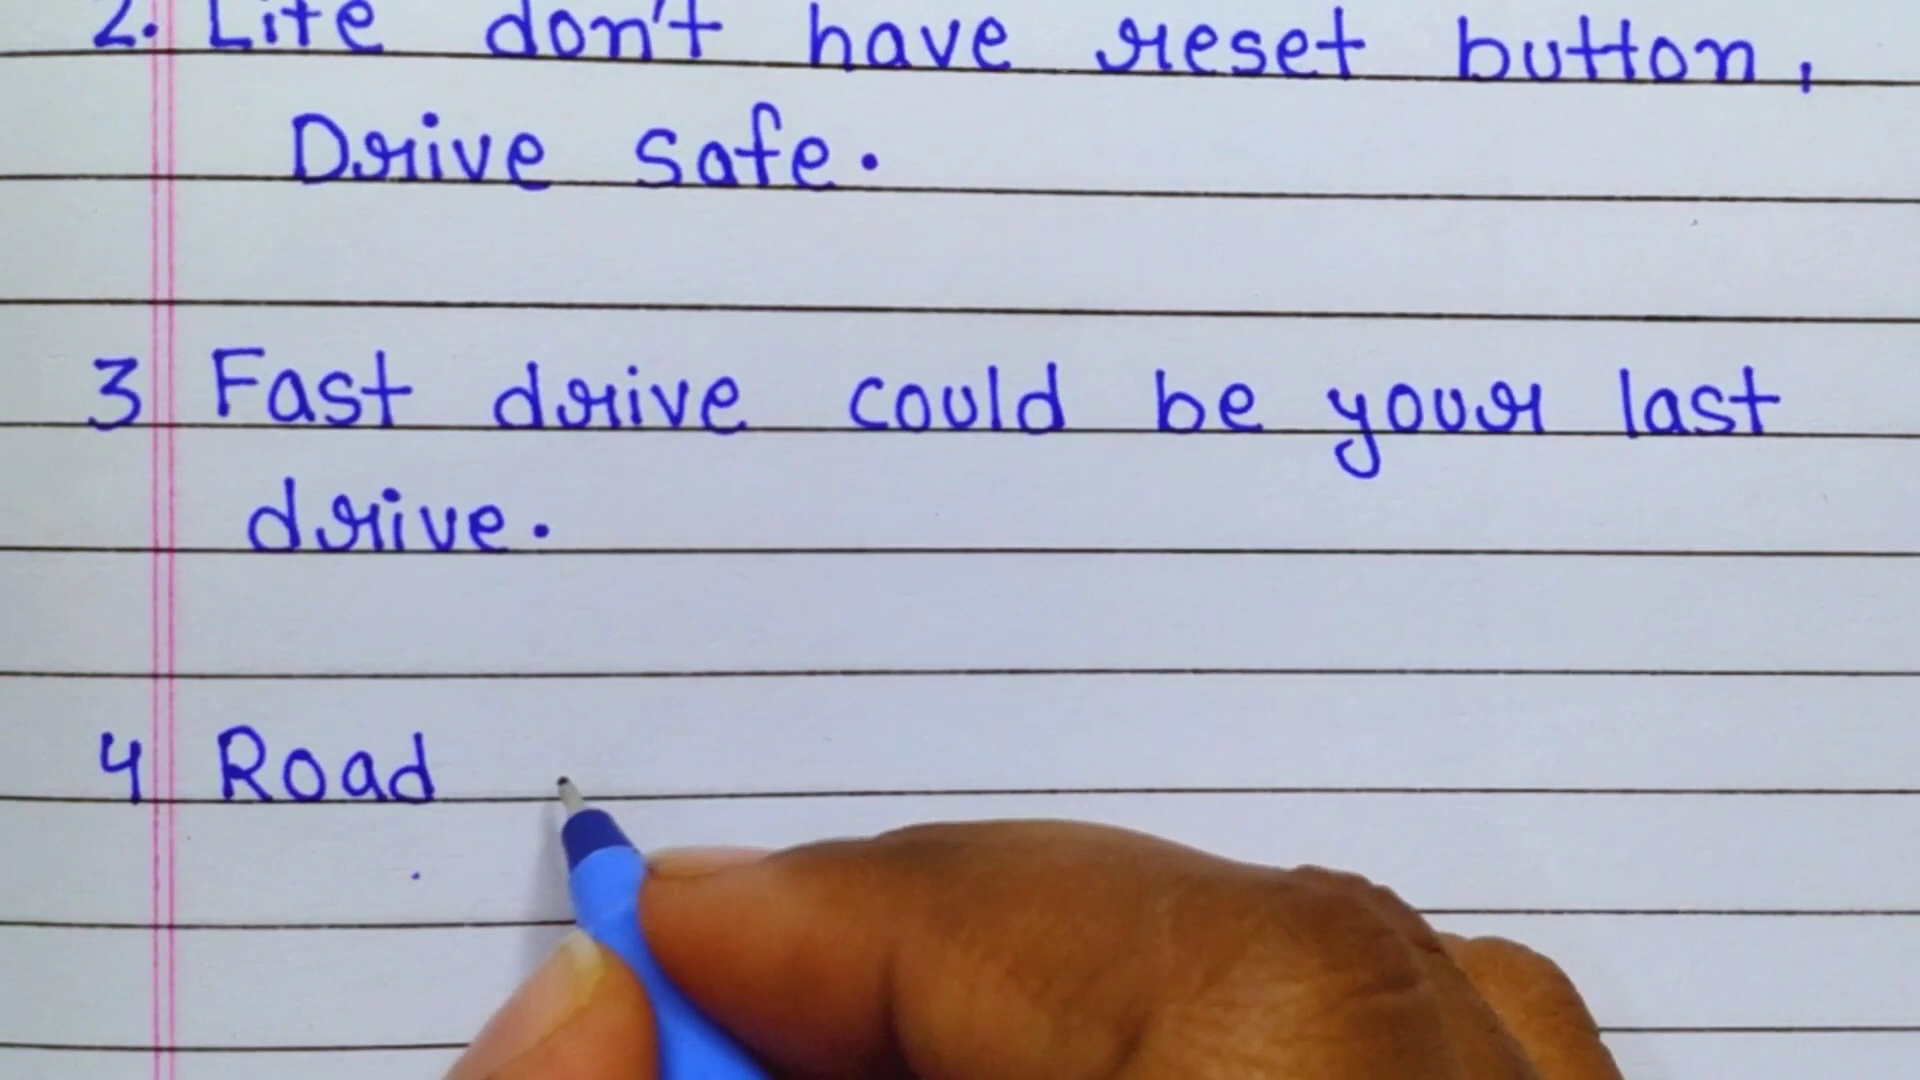 2. Life don't have reset button,
Drive safe.
3 Fast drive could be your last
drive.
4 Road